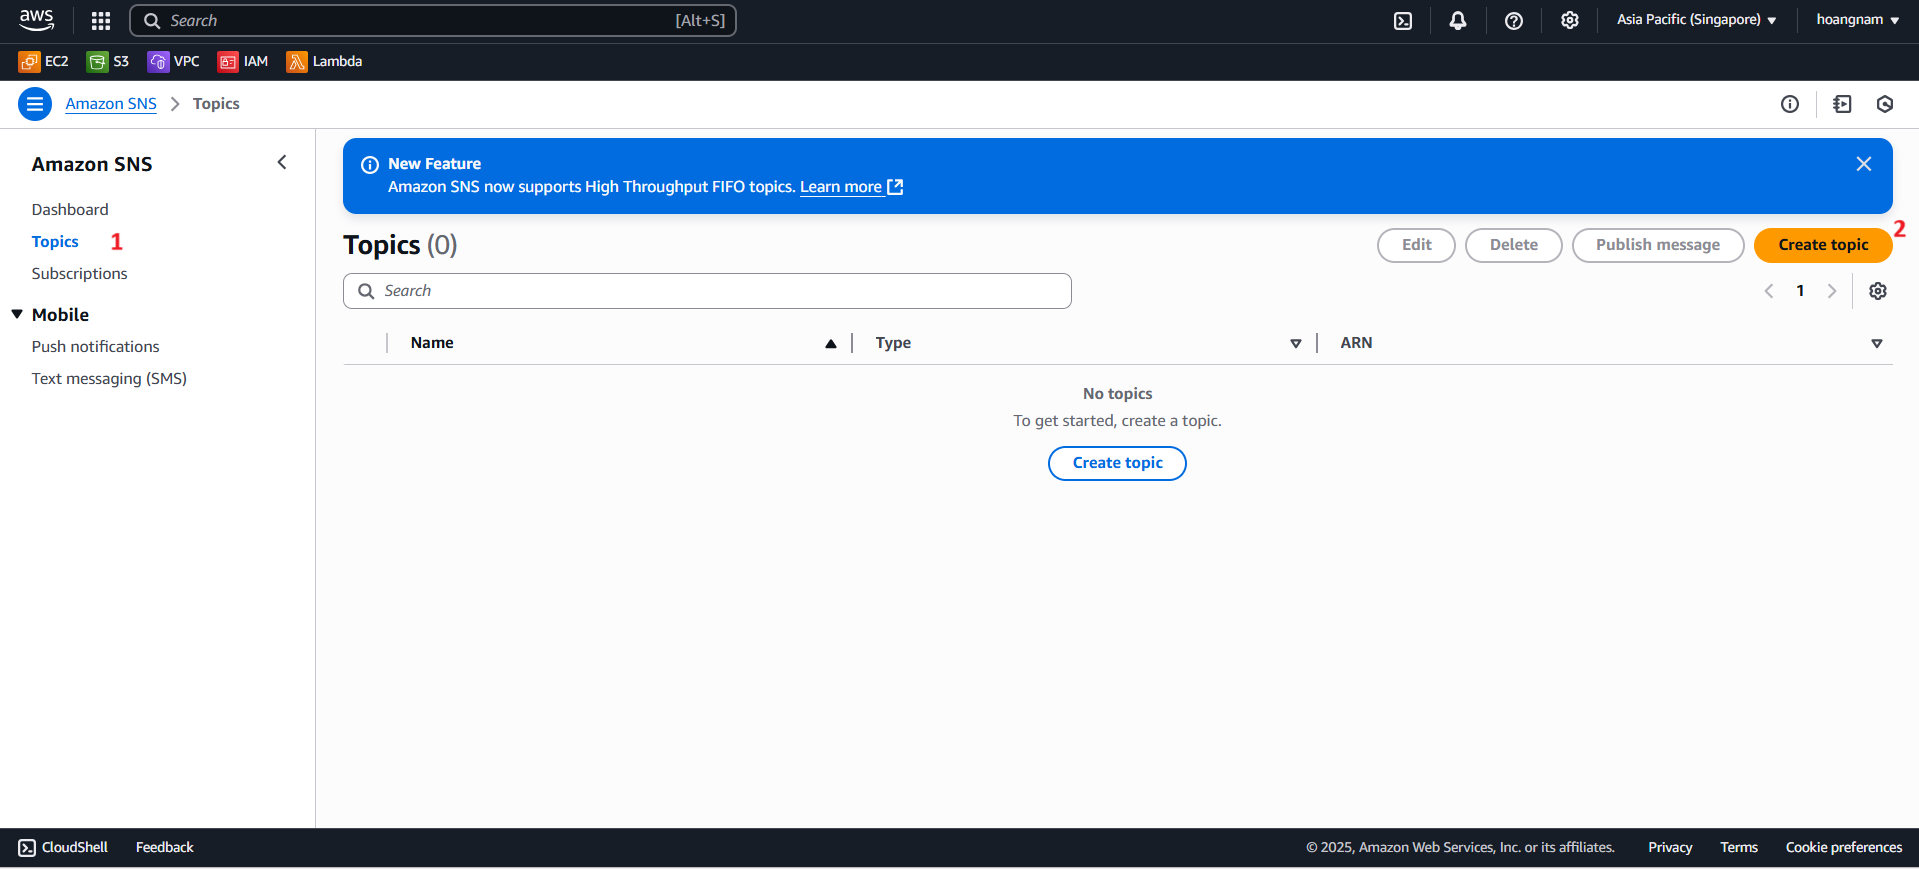 aws Search [Alt+S] Asia Pacific (Singapore) hoangnam
EC2 S3 VPC IAM Lambda
Amazon SNS Topics
Amazon SNS
Dashboard
Topics 1
Subscriptions
Mobile
Push notifications
Text messaging (SMS)
New Feature
Amazon SNS now supports High Throughput FIFO topics. Learn more
Topics (0) Edit Delete Publish message Create topic 2
Search 1
Name Type ARN
No topics
To get started, create a topic.
Create topic
CloudShell Feedback © 2025, Amazon Web Services, Inc. or its affiliates. Privacy Terms Cookie preferences